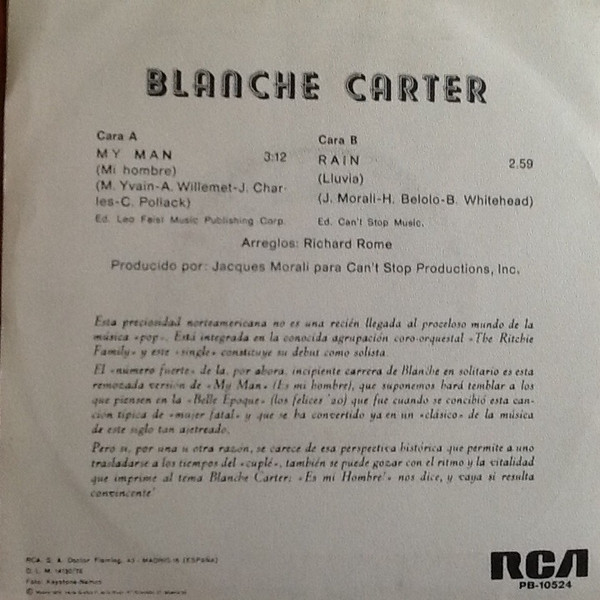 BLANCHE CARTER
Cara A
MY MAN 3:12
(Mi hombre)
(M. Yvain-A. Willemet-J. Char-
les-C. Pollack)
Ed. Leo Feist Music Publishing Corp.
Cara B
RAIN 2.59
(Lluvia)
(J. Morali-H. Belolo-B. Whitehead)
Ed. Can't Stop Music.
Arreglos: Richard Rome
Producido por: Jacques Morali para Can't Stop Productions, Inc.
Esta preciosidad norteamericana no es una recién llegada al proceloso mundo de la
música «pop». Está integrada en la conocida agrupación coro-orquestal «The Ritchie
Family» y este «single» constituye su debut como solista.
El «número fuerte» de la, por ahora, incipiente carrera de Blanche en solitario es esta
remozada versión de «My Man» (Es mi hombre), que suponemos hará temblar a los
que piensen en la «Belle Epoque» (los felices '20) que fue cuando se concibió esta can-
ción típica de «mujer fatal» y que se ha convertido ya en un «clásico» de la música
de este siglo tan ajetreado.
Pero si, por una u otra razón, se carece de esa perspectiva histórica que permite a uno
trasladarse a los tiempos del «cuplé», también se puede gozar con el ritmo y la vitalidad
que imprime al tema Blanche Carter: «Es mi Hombre!» nos dice, y vaya si resulta
convincente!
RCA. S. A. Doctor Fleming, 43 - MADRID-16 (ESPAÑA)
D. L. M.
Foto: Keystone-Nemes
RCA
PB-10524